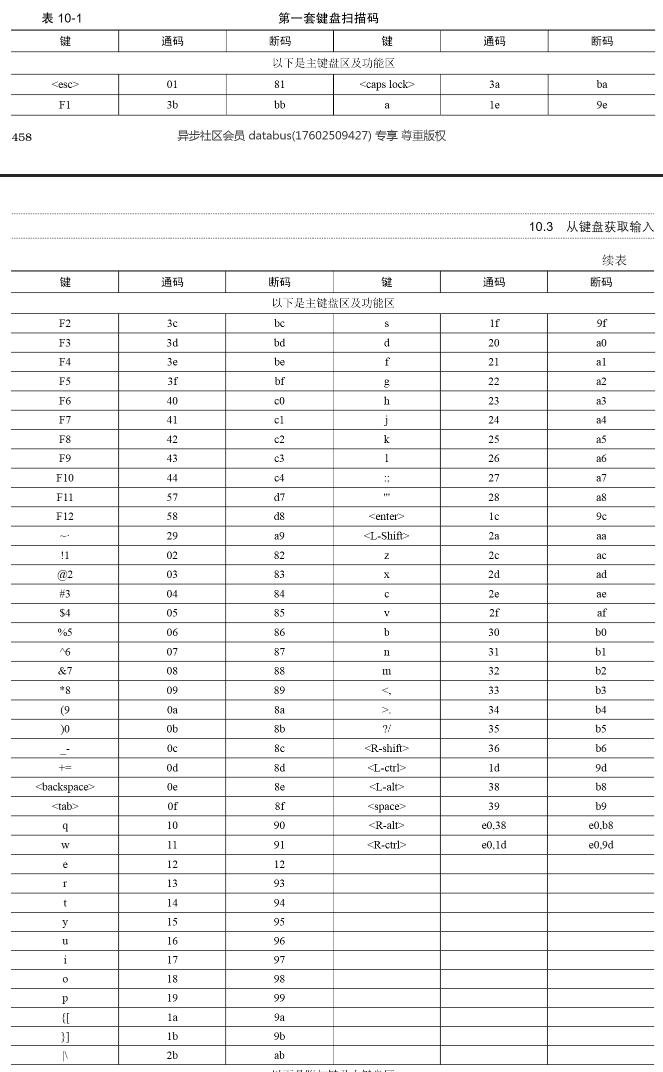 表 10-1 第一套键盘扫描码
键 通码 断码 键 通码 断码
以下是主键盘区及功能区
<esc> 01 81 <caps lock> 3a ba
F1 3b bb a 1e 9e
458 异步社区会员 databus(17602509427) 专享 尊重版权
10.3 从键盘获取输入
续表
键 通码 断码 键 通码 断码
以下是主键盘区及功能区
F2 3c bc s 1f 9f
F3 3d bd d 20 a0
F4 3e be f 21 a1
F5 3f bf g 22 a2
F6 40 c0 h 23 a3
F7 41 c1 j 24 a4
F8 42 c2 k 25 a5
F9 43 c3 l 26 a6
F10 44 c4 :; 27 a7
F11 57 d7 "' 28 a8
F12 58 d8 <enter> 1c 9c
~· 29 a9 <L-Shift> 2a aa
!1 02 82 z 2c ac
@2 03 83 x 2d ad
#3 04 84 c 2e ae
$4 05 85 v 2f af
%5 06 86 b 30 b0
^6 07 87 n 31 b1
&7 08 88 m 32 b2
*8 09 89 <, 33 b3
(9 0a 8a >. 34 b4
)0 0b 8b ?/ 35 b5
_- 0c 8c <R-shift> 36 b6
+= 0d 8d <L-ctrl> 1d 9d
<backspace> 0e 8e <L-alt> 38 b8
<tab> 0f 8f <space> 39 b9
q 10 90 <R-alt> e0,38 e0,b8
w 11 91 <R-ctrl> e0,1d e0,9d
e 12 12
r 13 93
t 14 94
y 15 95
u 16 96
i 17 97
o 18 98
p 19 99
{[ 1a 9a
}] 1b 9b
|\ 2b ab